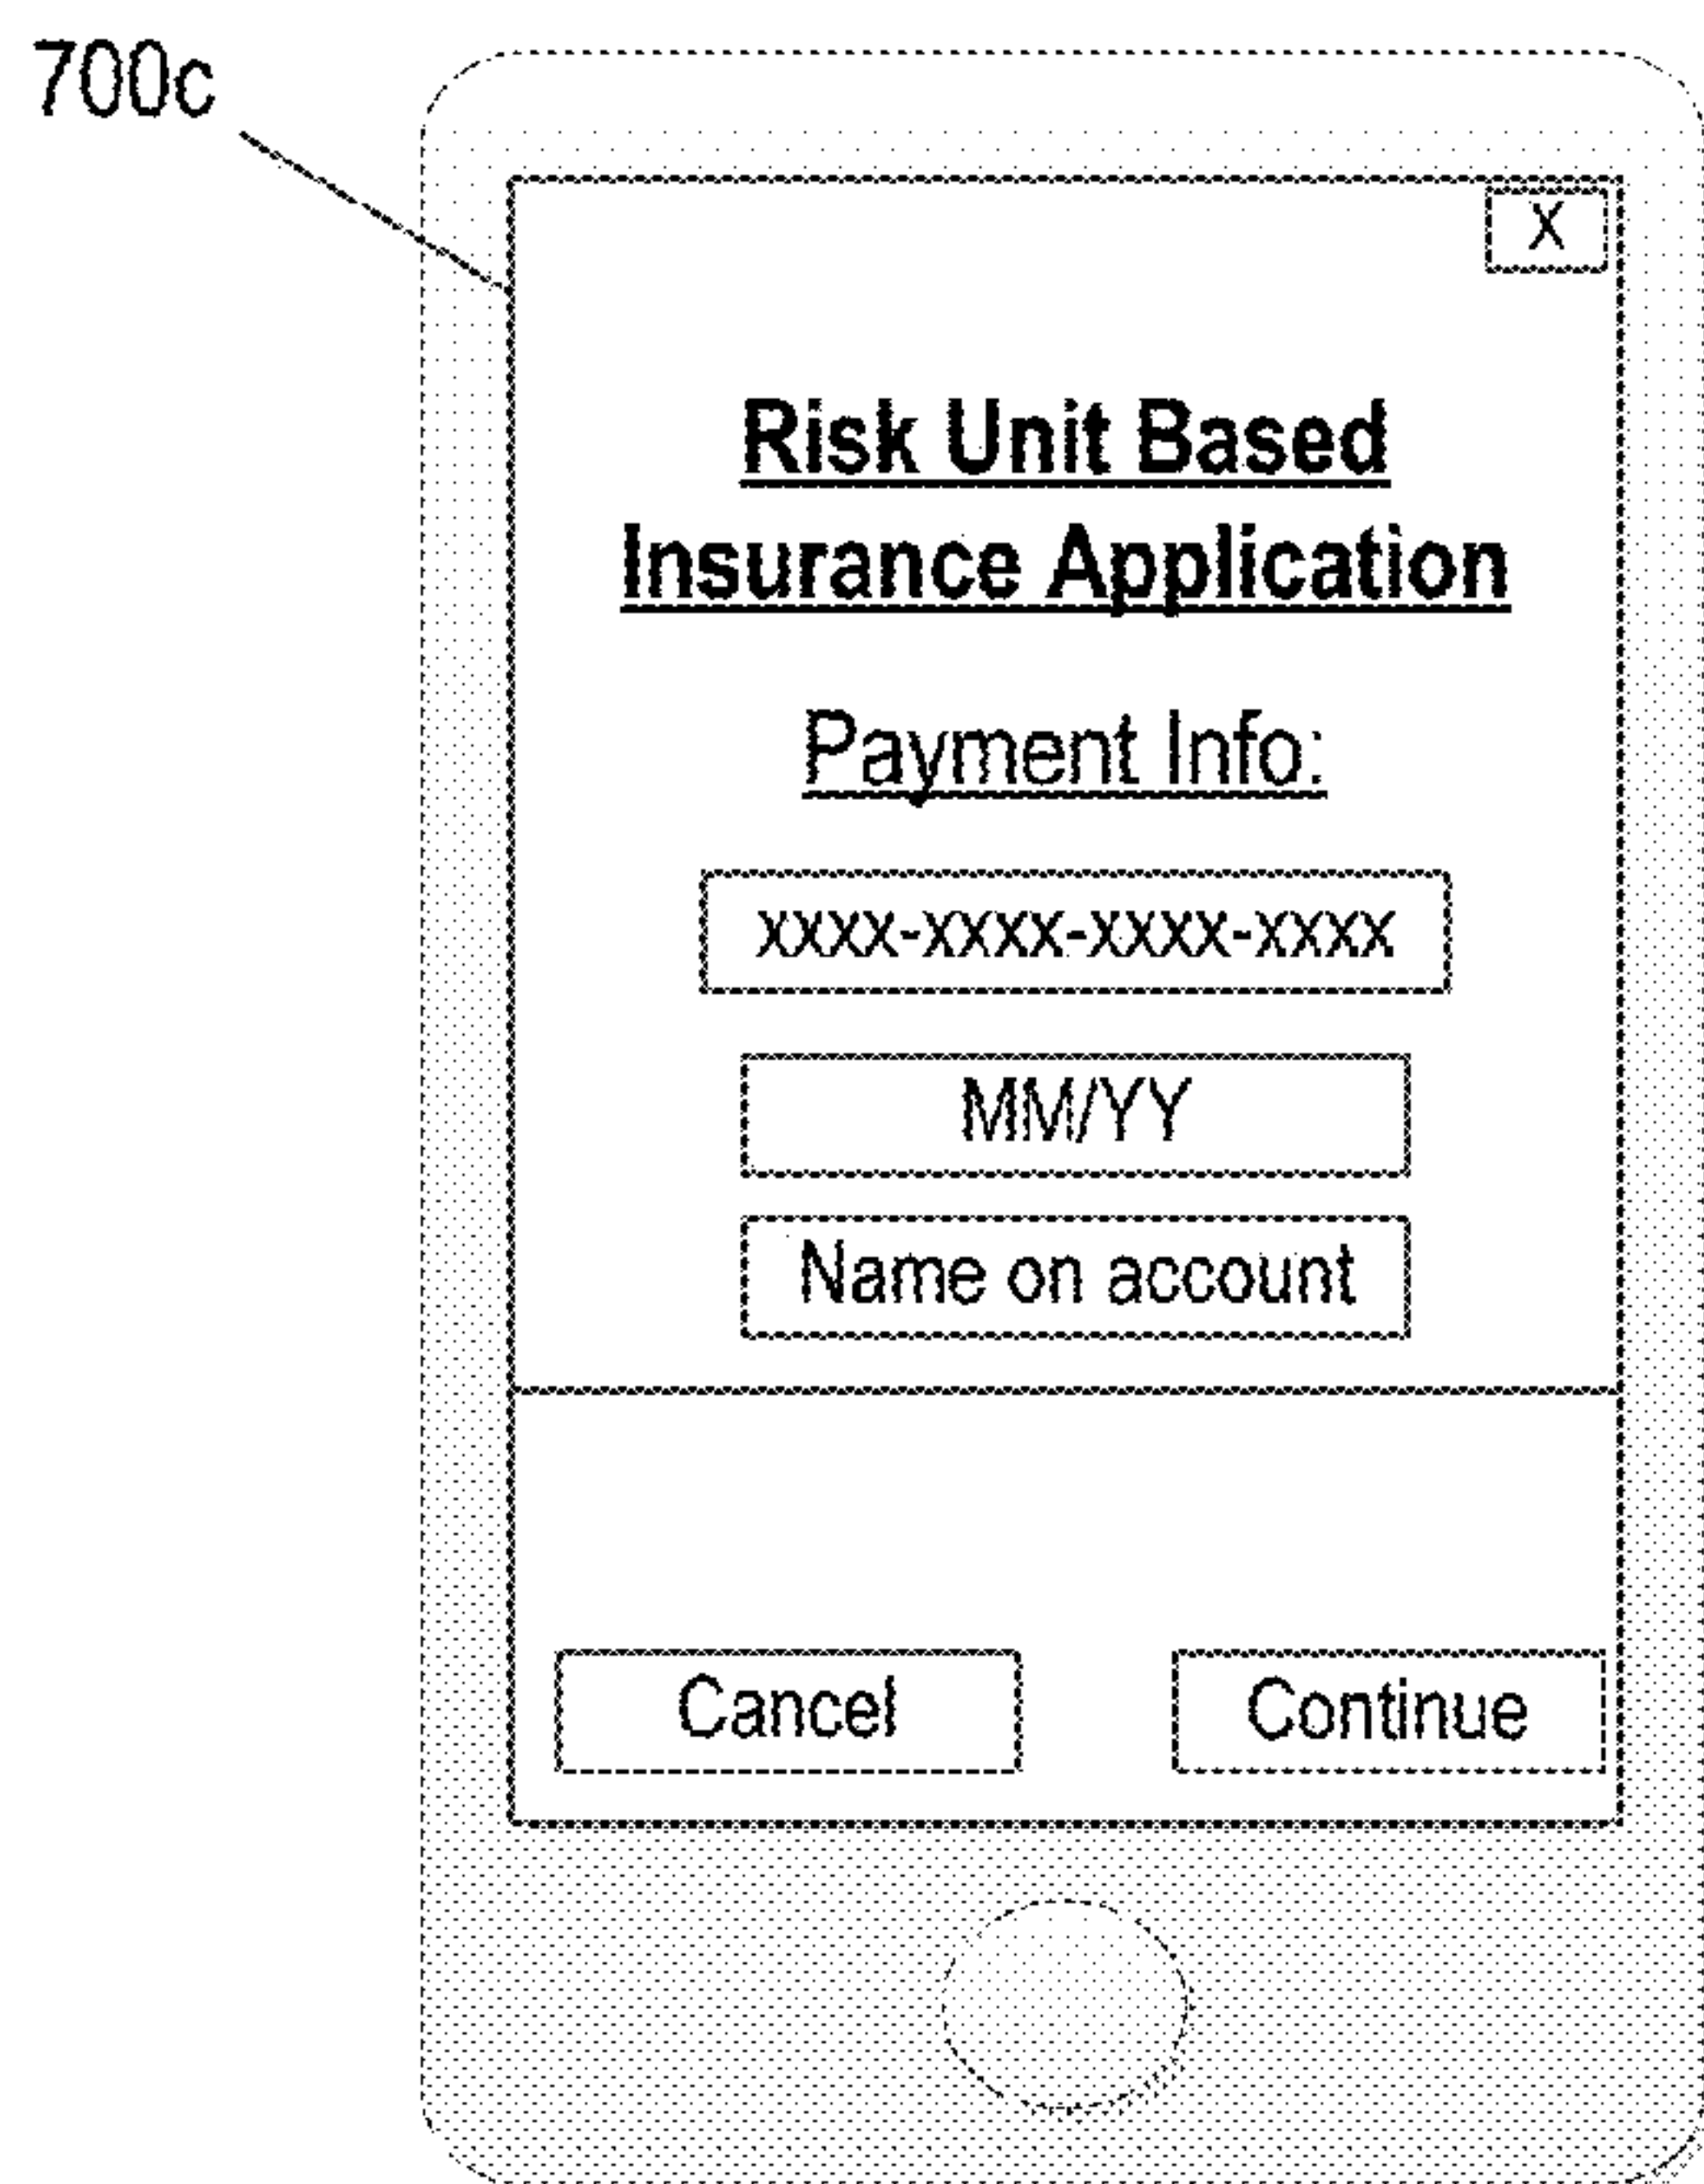 700c
X
Risk Unit Based
Insurance Application
Payment Info:
xxxx-xxxx-xxxx-xxxx
MM/YY
Name on account
Cancel
Continue